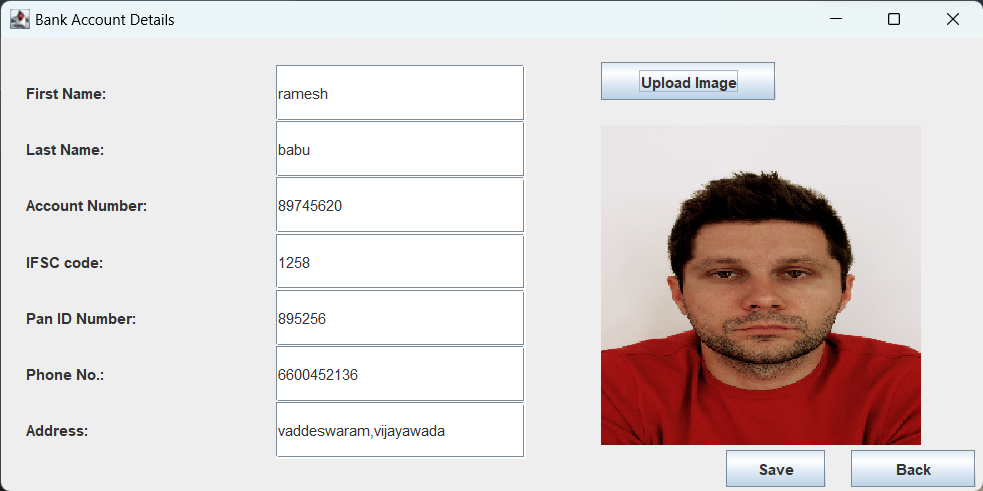 Bank Account Details
First Name: ramesh
Upload Image
Last Name: babu
Account Number: 89745620
IFSC code: 1258
Pan ID Number: 895256
Phone No.: 6600452136
Address: vaddeswaram,vijayawada
Save Back